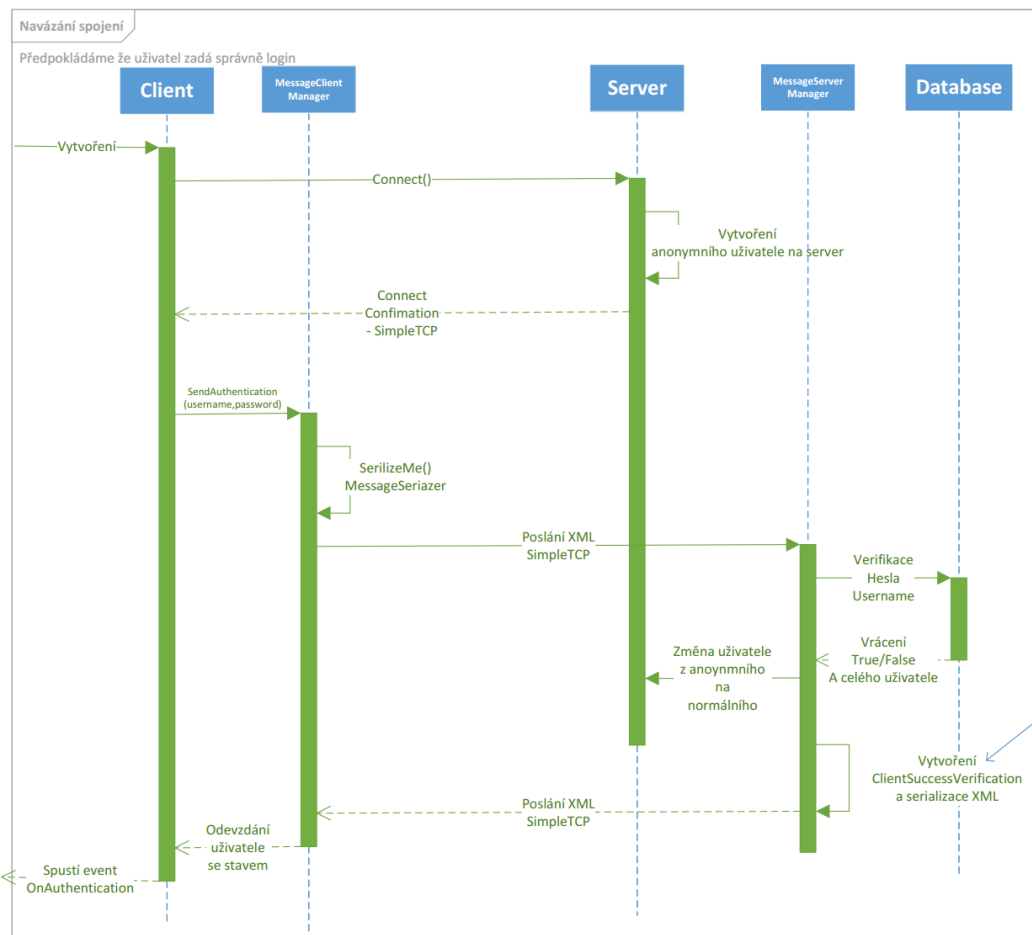 Navázání spojení
Předpokládáme že uživatel zadá správně login
Client
MessageClient
Manager
Server
MessageServer
Manager
Database
Vytvoření
Connect()
Vytvoření
anonymního uživatele na server
Connect
Confimation
- SimpleTCP
SendAuthentication
(username,password)
SerilizeMe()
MessageSeriazer
Poslání XML
SimpleTCP
Verifikace
Hesla
Username
Vrácení
True/False
A celého uživatele
Změna uživatele
z anoynmního
na
normálního
Vytvoření
ClientSuccessVerification
a serializace XML
Poslání XML
SimpleTCP
Odevzdání
uživatele
se stavem
Spustí event
OnAuthentication